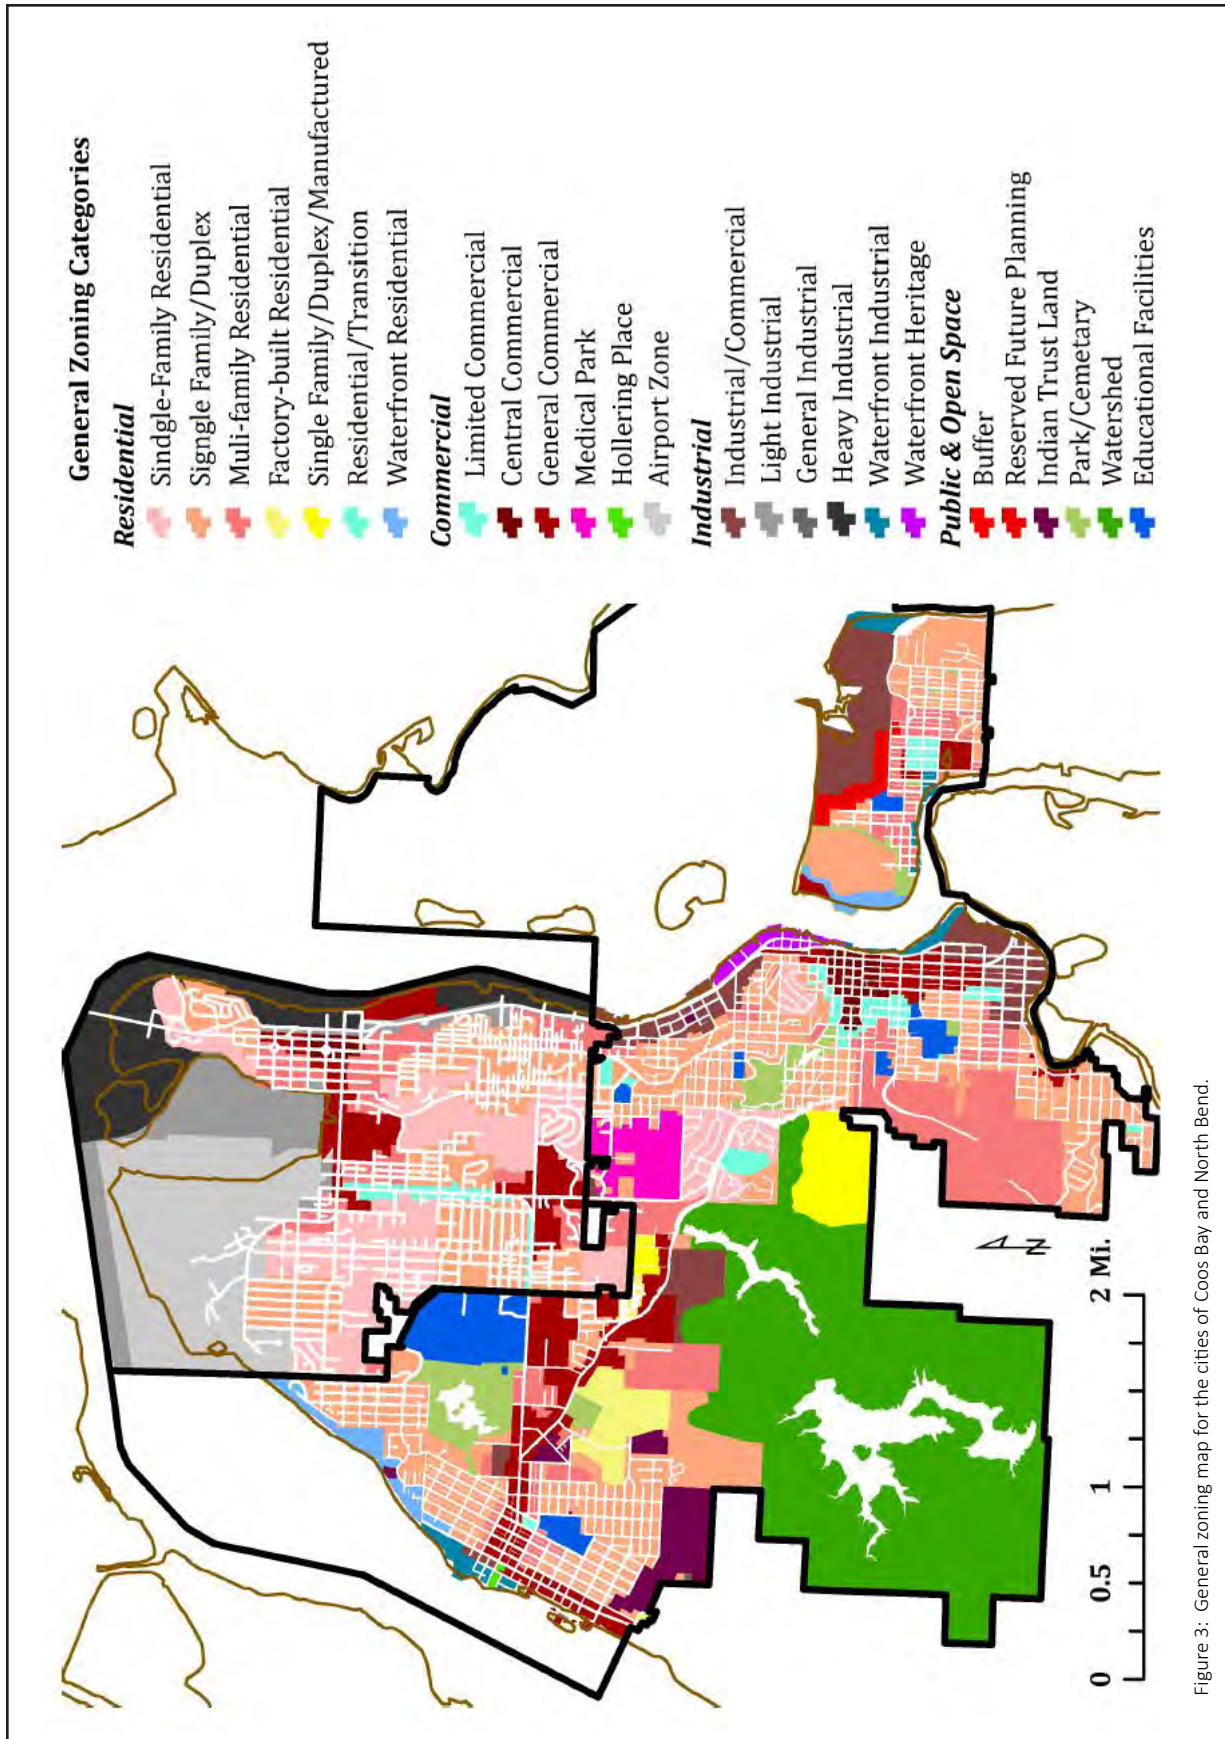 General Zoning Categories
Residential
Sindgle-Family Residential
Signgle Family/Duplex
Muli-family Residential
Factory-built Residential
Single Family/Duplex/Manufactured
Residential/Transition
Waterfront Residential
Commercial
Limited Commercial
Central Commercial
General Commercial
Medical Park
Hollering Place
Airport Zone
Industrial
Industrial/Commercial
Light Industrial
General Industrial
Heavy Industrial
Waterfront Industrial
Waterfront Heritage
Public & Open Space
Buffer
Reserved Future Planning
Indian Trust Land
Park/Cemetary
Watershed
Educational Facilities
N
0 0.5 1 2 Mi.
Figure 3: General zoning map for the cities of Coos Bay and North Bend.